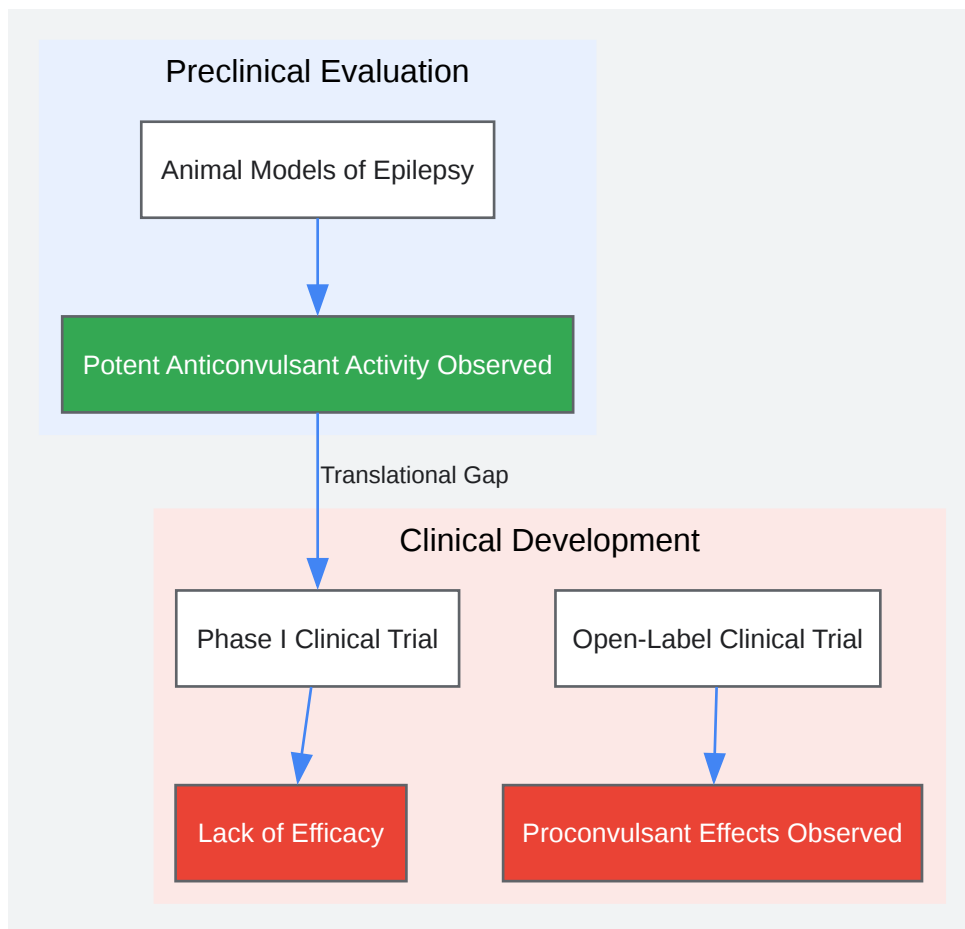 Preclinical Evaluation
Animal Models of Epilepsy
Potent Anticonvulsant Activity Observed
Translational Gap
Clinical Development
Phase I Clinical Trial
Open-Label Clinical Trial
Lack of Efficacy
Proconvulsant Effects Observed